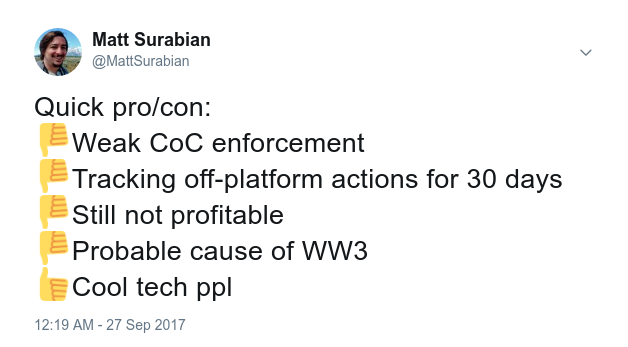 Matt Surabian
@MattSurabian
Quick pro/con:
👎Weak CoC enforcement
👎Tracking off-platform actions for 30 days
👎Still not profitable
👎Probable cause of WW3
👍Cool tech ppl
12:19 AM - 27 Sep 2017